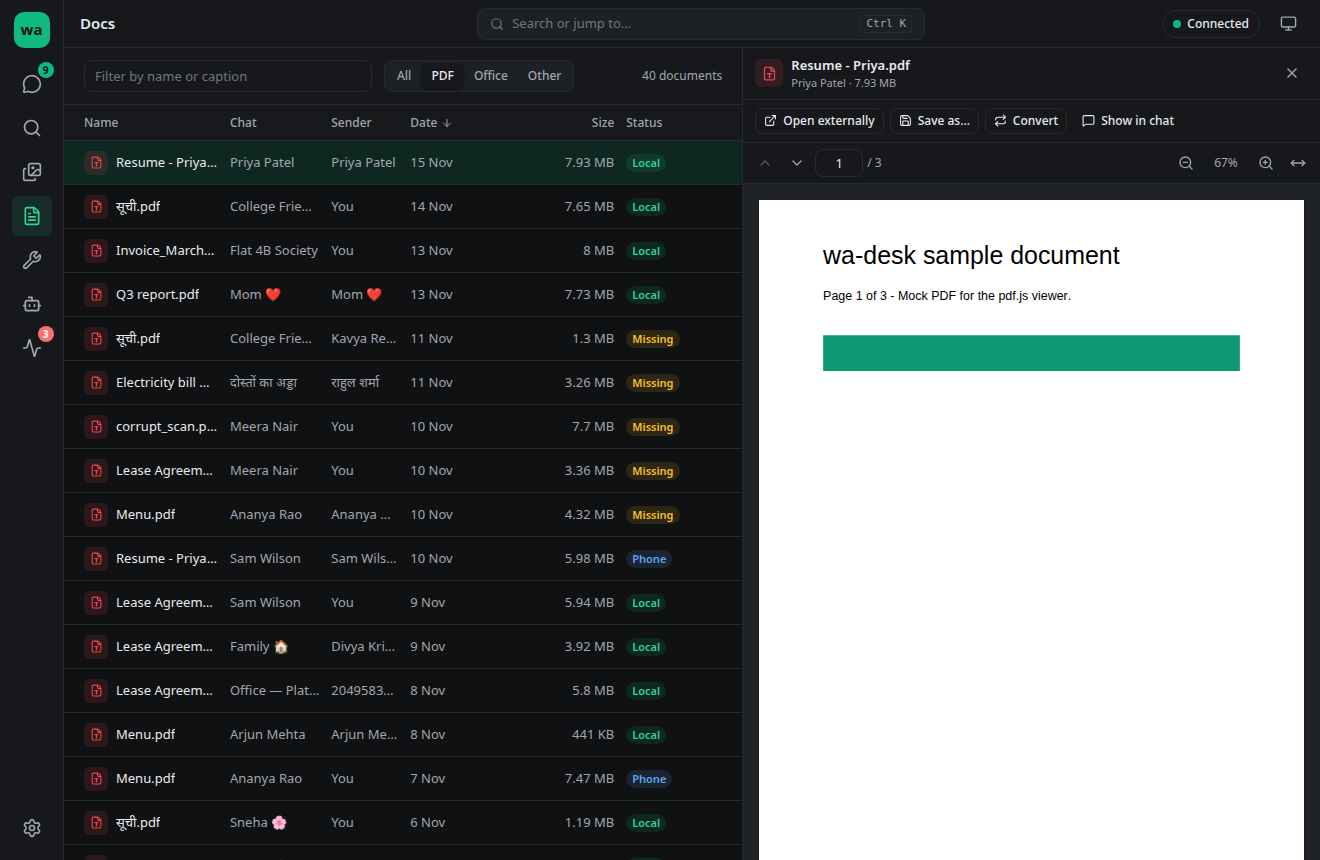 wa
Docs
Search or jump to...
Ctrl K
Connected
9
3
Filter by name or caption
All
PDF
Office
Other
40 documents
Name Chat Sender Date Size Status
Resume - Priya... Priya Patel Priya Patel 15 Nov 7.93 MB Local
सूची.pdf College Frie... You 14 Nov 7.65 MB Local
Invoice_March... Flat 4B Society You 13 Nov 8 MB Local
Q3 report.pdf Mom ❤️ Mom ❤️ 13 Nov 7.73 MB Local
सूची.pdf College Frie... Kavya Re... 11 Nov 1.3 MB Missing
Electricity bill ... दोस्तों का अड्डा राहुल शर्मा 11 Nov 3.26 MB Missing
corrupt_scan.p... Meera Nair You 10 Nov 7.7 MB Missing
Lease Agreem... Meera Nair You 10 Nov 3.36 MB Missing
Menu.pdf Ananya Rao Ananya ... 10 Nov 4.32 MB Missing
Resume - Priya... Sam Wilson Sam Wils... 10 Nov 5.98 MB Phone
Lease Agreem... Sam Wilson You 9 Nov 5.94 MB Local
Lease Agreem... Family 🏠 Divya Kri... 9 Nov 3.92 MB Local
Lease Agreem... Office — Plat... 2049583... 8 Nov 5.8 MB Local
Menu.pdf Arjun Mehta Arjun Me... 8 Nov 441 KB Local
Menu.pdf Ananya Rao You 7 Nov 7.47 MB Phone
सूची.pdf Sneha 🌸 You 6 Nov 1.19 MB Local
Resume - Priya.pdf
Priya Patel · 7.93 MB
Open externally
Save as...
Convert
Show in chat
1 / 3
67%
wa-desk sample document
Page 1 of 3 - Mock PDF for the pdf.js viewer.